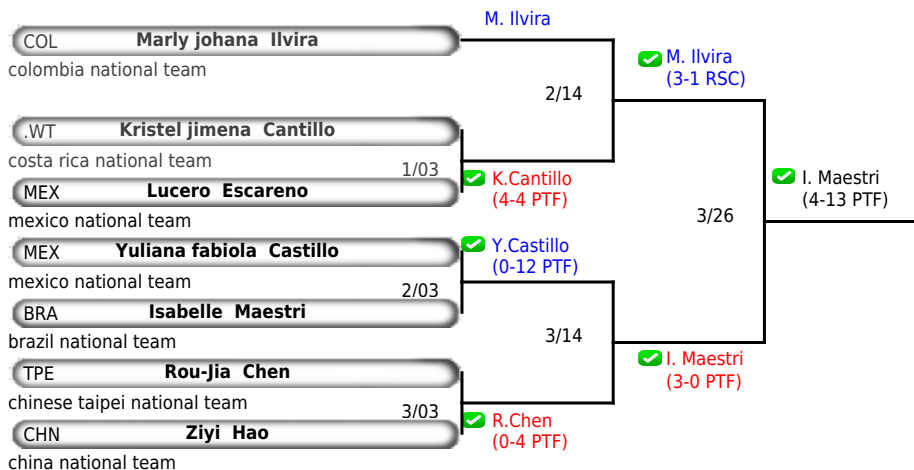 M. Ilvira
COL Marly johana Ilvira
colombia national team
M. Ilvira
(3-1 RSC)
2/14
.WT Kristel jimena Cantillo
costa rica national team
1/03
K.Cantillo
(4-4 PTF)
MEX Lucero Escareno
mexico national team
I. Maestri
(4-13 PTF)
3/26
MEX Yuliana fabiola Castillo
mexico national team
Y.Castillo
(0-12 PTF)
2/03
BRA Isabelle Maestri
brazil national team
3/14
I. Maestri
(3-0 PTF)
TPE Rou-Jia Chen
chinese taipei national team
3/03
R.Chen
(0-4 PTF)
CHN Ziyi Hao
china national team